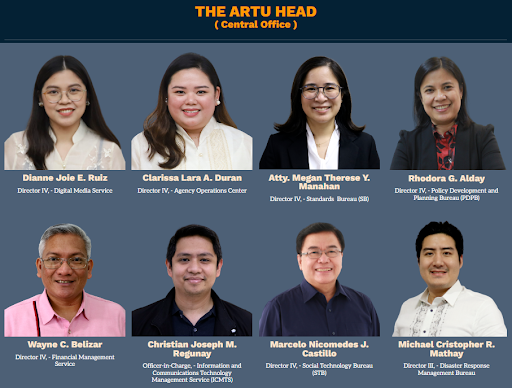 THE ARTU HEAD
( Central Office )
Dianne Joie E. Ruiz
Director IV, - Digital Media Service
Clarissa Lara A. Duran
Director IV, - Agency Operations Center
Atty. Megan Therese Y.
Manahan
Director IV, - Standards Bureau (SB)
Rhodora G. Alday
Director IV, - Policy Development and
Planning Bureau (PDPB)
Wayne C. Belizar
Director IV, - Financial Management
Service
Christian Joseph M.
Regunay
Officer-in-Charge, - Information and
Communications Technology
Management Service (ICMTS)
Marcelo Nicomedes J.
Castillo
Director IV, - Social Technology Bureau
(STB)
Michael Cristopher R.
Mathay
Director III, - Disaster Response
Management Bureau